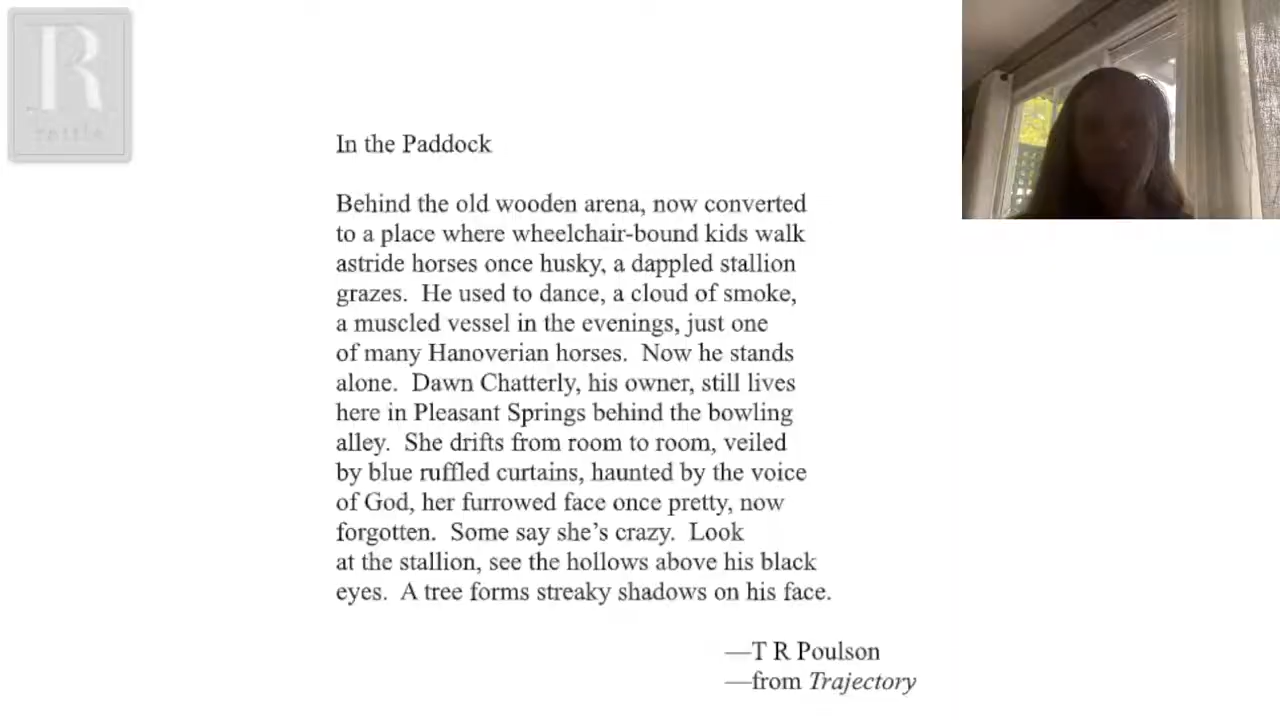 R
rattle
In the Paddock
Behind the old wooden arena, now converted
to a place where wheelchair-bound kids walk
astride horses once husky, a dappled stallion
grazes.  He used to dance, a cloud of smoke,
a muscled vessel in the evenings, just one
of many Hanoverian horses.  Now he stands
alone.  Dawn Chatterly, his owner, still lives
here in Pleasant Springs behind the bowling
alley.  She drifts from room to room, veiled
by blue ruffled curtains, haunted by the voice
of God, her furrowed face once pretty, now
forgotten.  Some say she’s crazy.  Look
at the stallion, see the hollows above his black
eyes.  A tree forms streaky shadows on his face.
—T R Poulson
—from Trajectory